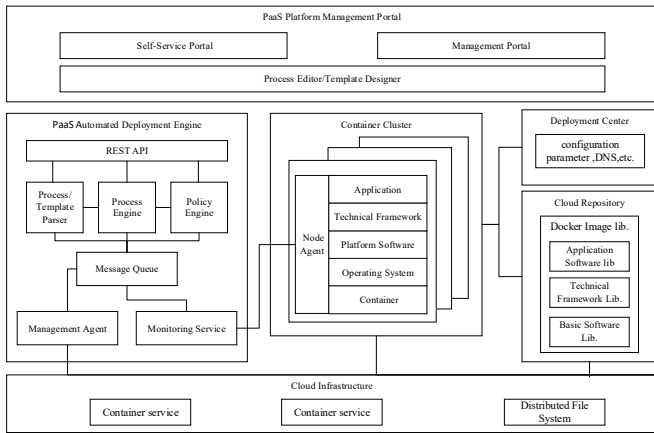 PaaS Platform Management Portal
Self-Service Portal
Management Portal
Process Editor/Template Designer
PaaS Automated Deployment Engine
REST API
Process/
Template
Parser
Process
Engine
Policy
Engine
Message Queue
Management Agent
Monitoring Service
Container Cluster
Node
Agent
Application
Technical Framework
Platform Software
Operating System
Container
Deployment Center
configuration
parameter ,DNS,etc.
Cloud Repository
Docker Image lib.
Application
Software lib
Technical
Framework Lib.
Basic Software
Lib.
Cloud Infrastructure
Container service
Container service
Distributed File
System